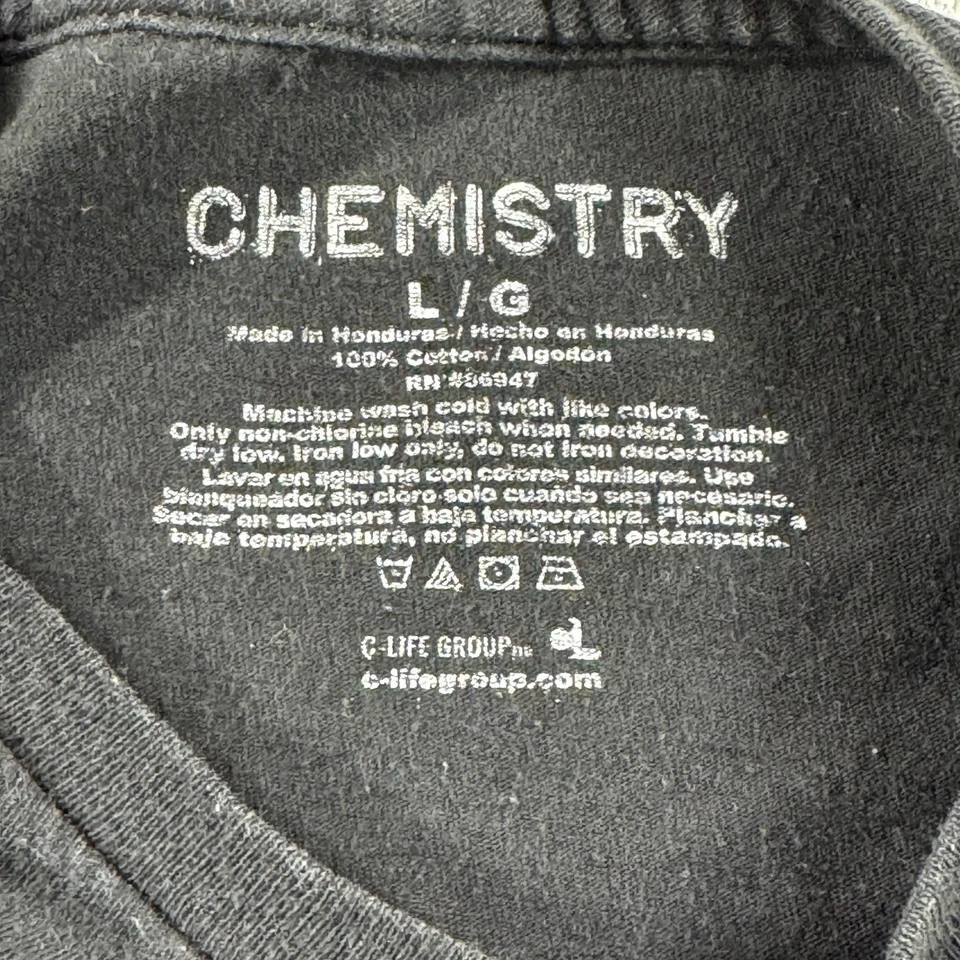 CHEMISTRY
L / G
Made in Honduras / Hecho en Honduras
100% Cotton / Algodón
RN #96947
Machine wash cold with like colors.
Only non-chlorine bleach when needed. Tumble
dry low. Iron low only, do not iron decoration.
Lavar en agua fria con colores similares. Use
blanqueador sin cloro solo cuando sea necesario.
Secar en secadora a baja temperatura. Planchar a
baja temperatura, no planchar el estampado.
C-LIFE GROUP
c-lifegroup.com